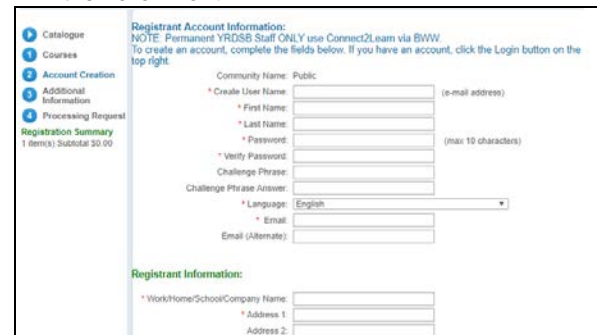 Catalogue
1 Courses
2 Account Creation
3 Additional
Information
4 Processing Request
Registration Summary
1 item(s) Subtotal $0.00
Registrant Account Information:
NOTE: Permanent YRDSB Staff ONLY use Connect2Learn via BWW.
To create an account, complete the fields below. If you have an account, click the Login button on the
top right.
Community Name: Public
* Create User Name: (e-mail address)
* First Name:
* Last Name:
* Password: (max 10 characters)
* Verify Password:
Challenge Phrase:
Challenge Phrase Answer:
* Language: English
* Email:
Email (Alternate):
Registrant Information:
* Work/Home/School/Company Name:
* Address 1:
Address 2: